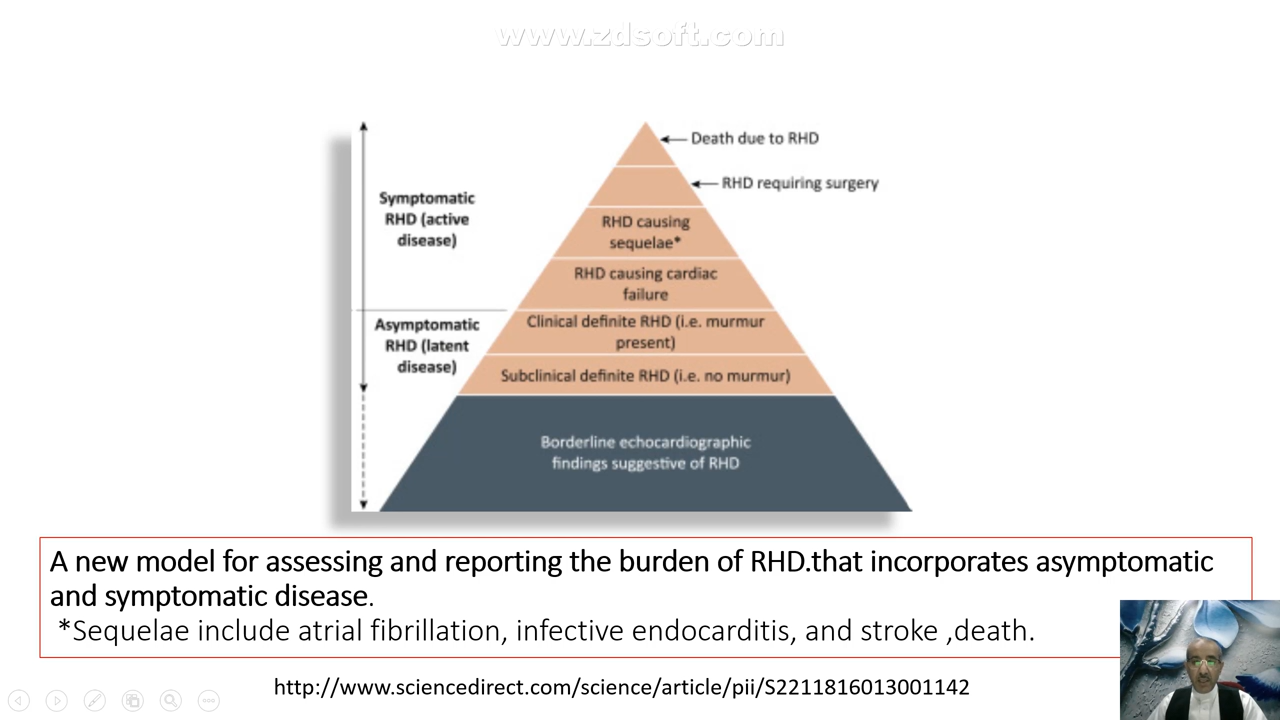 www.zdsoft.com
Death due to RHD
RHD requiring surgery
Symptomatic
RHD (active
disease)
RHD causing
sequelae*
RHD causing cardiac
failure
Asymptomatic
RHD (latent
disease)
Clinical definite RHD (i.e. murmur
present)
Subclinical definite RHD (i.e. no murmur)
Borderline echocardiographic
findings suggestive of RHD
A new model for assessing and reporting the burden of RHD.that incorporates asymptomatic
and symptomatic disease.
*Sequelae include atrial fibrillation, infective endocarditis, and stroke ,death.
http://www.sciencedirect.com/science/article/pii/S2211816013001142